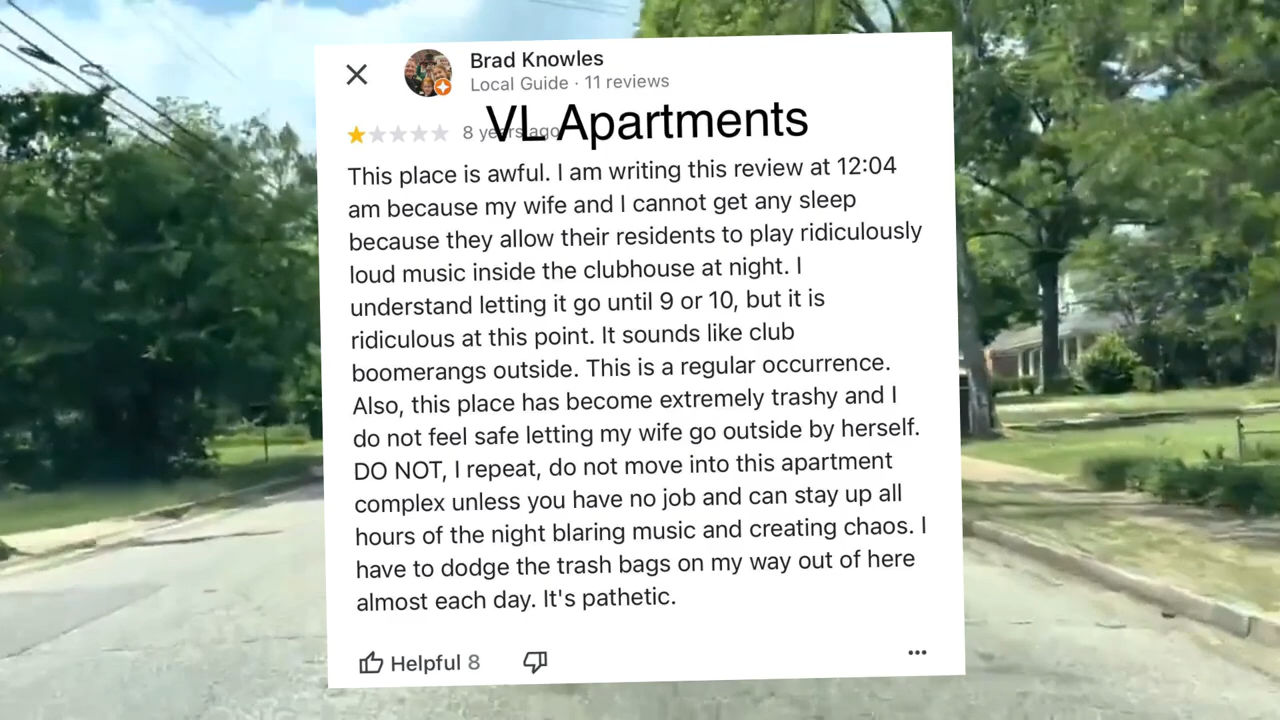 Brad Knowles
Local Guide · 11 reviews
8 years ago
VL Apartments
This place is awful. I am writing this review at 12:04
am because my wife and I cannot get any sleep
because they allow their residents to play ridiculously
loud music inside the clubhouse at night. I
understand letting it go until 9 or 10, but it is
ridiculous at this point. It sounds like club
boomerangs outside. This is a regular occurrence.
Also, this place has become extremely trashy and I
do not feel safe letting my wife go outside by herself.
DO NOT, I repeat, do not move into this apartment
complex unless you have no job and can stay up all
hours of the night blaring music and creating chaos. I
have to dodge the trash bags on my way out of here
almost each day. It's pathetic.
Helpful 8